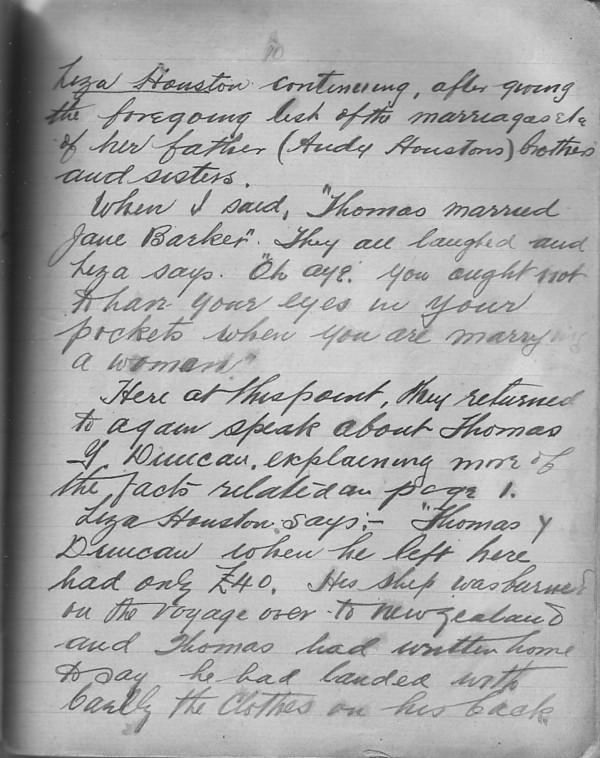 10
Liza Houston continuing, after giving
the foregoing list of the marriages etc
of her father (Andy Houstons) brothers
and sisters.
When I said, "Thomas married
Jane Barker". They all laughed and
Liza says. "Oh aye. you ought not
to have your eyes in your
pockets when you are marrying
a woman"
Here at this point, they returned
to again speak about Thomas
Y Duncan, explaining more of
the facts related on page 1.
Liza Houston, says:- "Thomas Y
Duncan when he left here
had only £40. His ship was burned
on the voyage over to new zealand
and Thomas had written home
to say he had landed with
barely the clothes on his back.